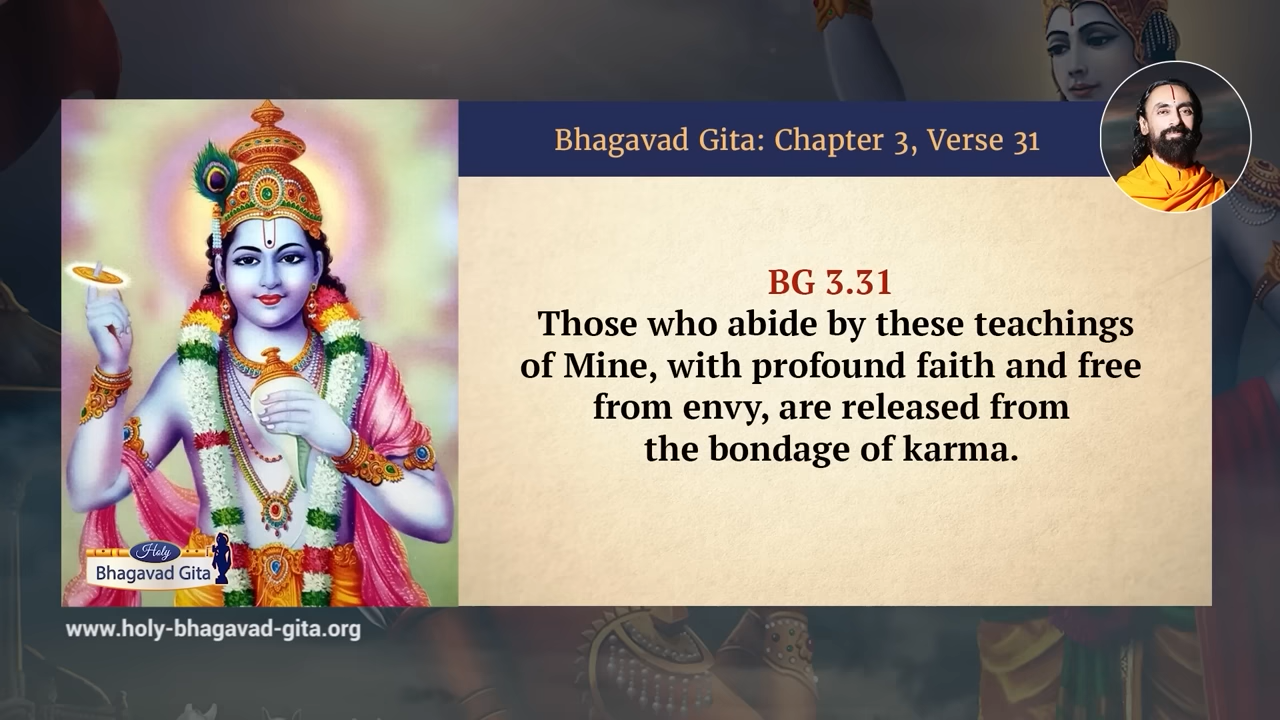 Bhagavad Gita: Chapter 3, Verse 31
BG 3.31
Those who abide by these teachings
of Mine, with profound faith and free
from envy, are released from
the bondage of karma.
Holy
Bhagavad Gita
www.holy-bhagavad-gita.org